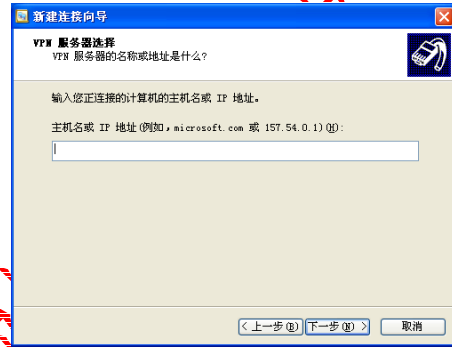 新建连接向导
VPN 服务器选择
VPN 服务器的名称或地址是什么?
输入您正连接的计算机的主机名或 IP 地址。
主机名或 IP 地址(例如,microsoft.com 或 157.54.0.1)(H):
< 上一步(B) 下一步(N) > 取消